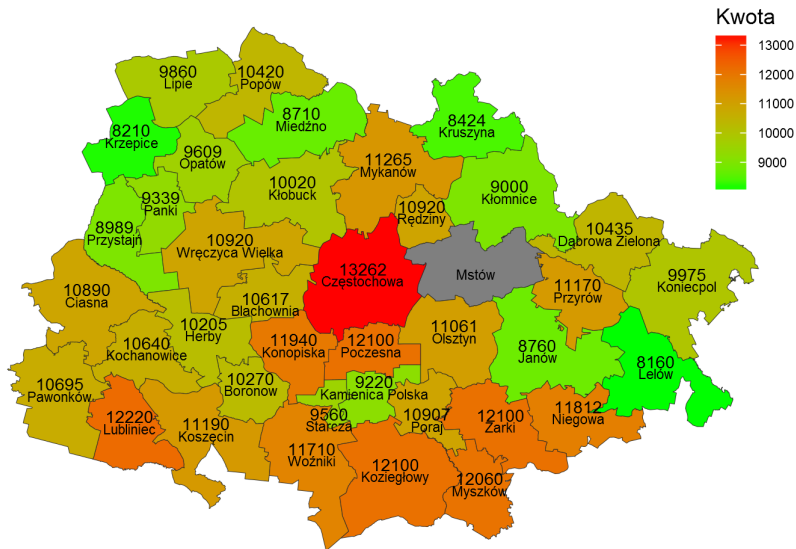 Kwota
13000
12000
11000
10000
9000
9860
Lipie
10420
Popów
8710
Miedźno
8424
Kruszyna
8210
Krzepice
9609
Opatów
11265
Mykanów
9339
Panki
10020
Kłobuck
9000
Kłomnice
10920
Rędziny
8989
Przystajń
10920
Wręczyca Wielka
10435
Dąbrowa Zielona
13262
Częstochowa
Mstów
9975
Koniecpol
10890
Ciasna
10617
Blachownia
11170
Przyrów
10205
Herby
10640
Kochanowice
11940
Konopiska
12100
Poczesna
11061
Olsztyn
8760
Janów
8160
Lelów
10695
Pawonków
10270
Boronów
9220
Kamienica Polska
12220
Lubliniec
11190
Koszęcin
9560
Starcza
10907
Poraj
12100
Żarki
11812
Niegowa
11710
Woźniki
12100
Koziegłowy
12060
Myszków